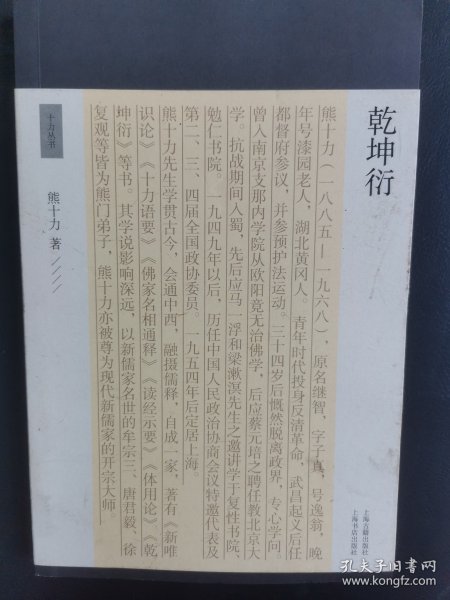 乾坤衍
熊十力（一八八五—一九六八），原名继智，字子真，号逸翁，晚
年号漆园老人，湖北黄冈人。青年时代投身反清革命，武昌起义后任
都督府参议，并参预护法运动。三十四岁后慨然脱离政界，专心学问。
曾入南京支那内学院从欧阳竟无治佛学，后应蔡元培之聘任教北京大
学。抗战期间入蜀，先后应马一浮和梁漱溟先生之邀讲学于复性书院、
勉仁书院。一九四九年以后，历任中国人民政治协商会议特邀代表及
第二、三、四届全国政协委员。一九五四年后定居上海。
熊十力先生学贯古今，会通中西，融摄儒释，自成一家，著有《新唯
识论》《十力语要》《佛家名相通释》《读经示要》《体用论》《乾
坤衍》等书。其学说影响深远，以新儒家名世的牟宗三、唐君毅、徐
复观等皆为熊门弟子，熊十力亦被尊为现代新儒家的开宗大师——
十力丛书
熊十力 著
上海古籍出版社
上海书店出版社
孔夫子旧书网
www.kongfz.com